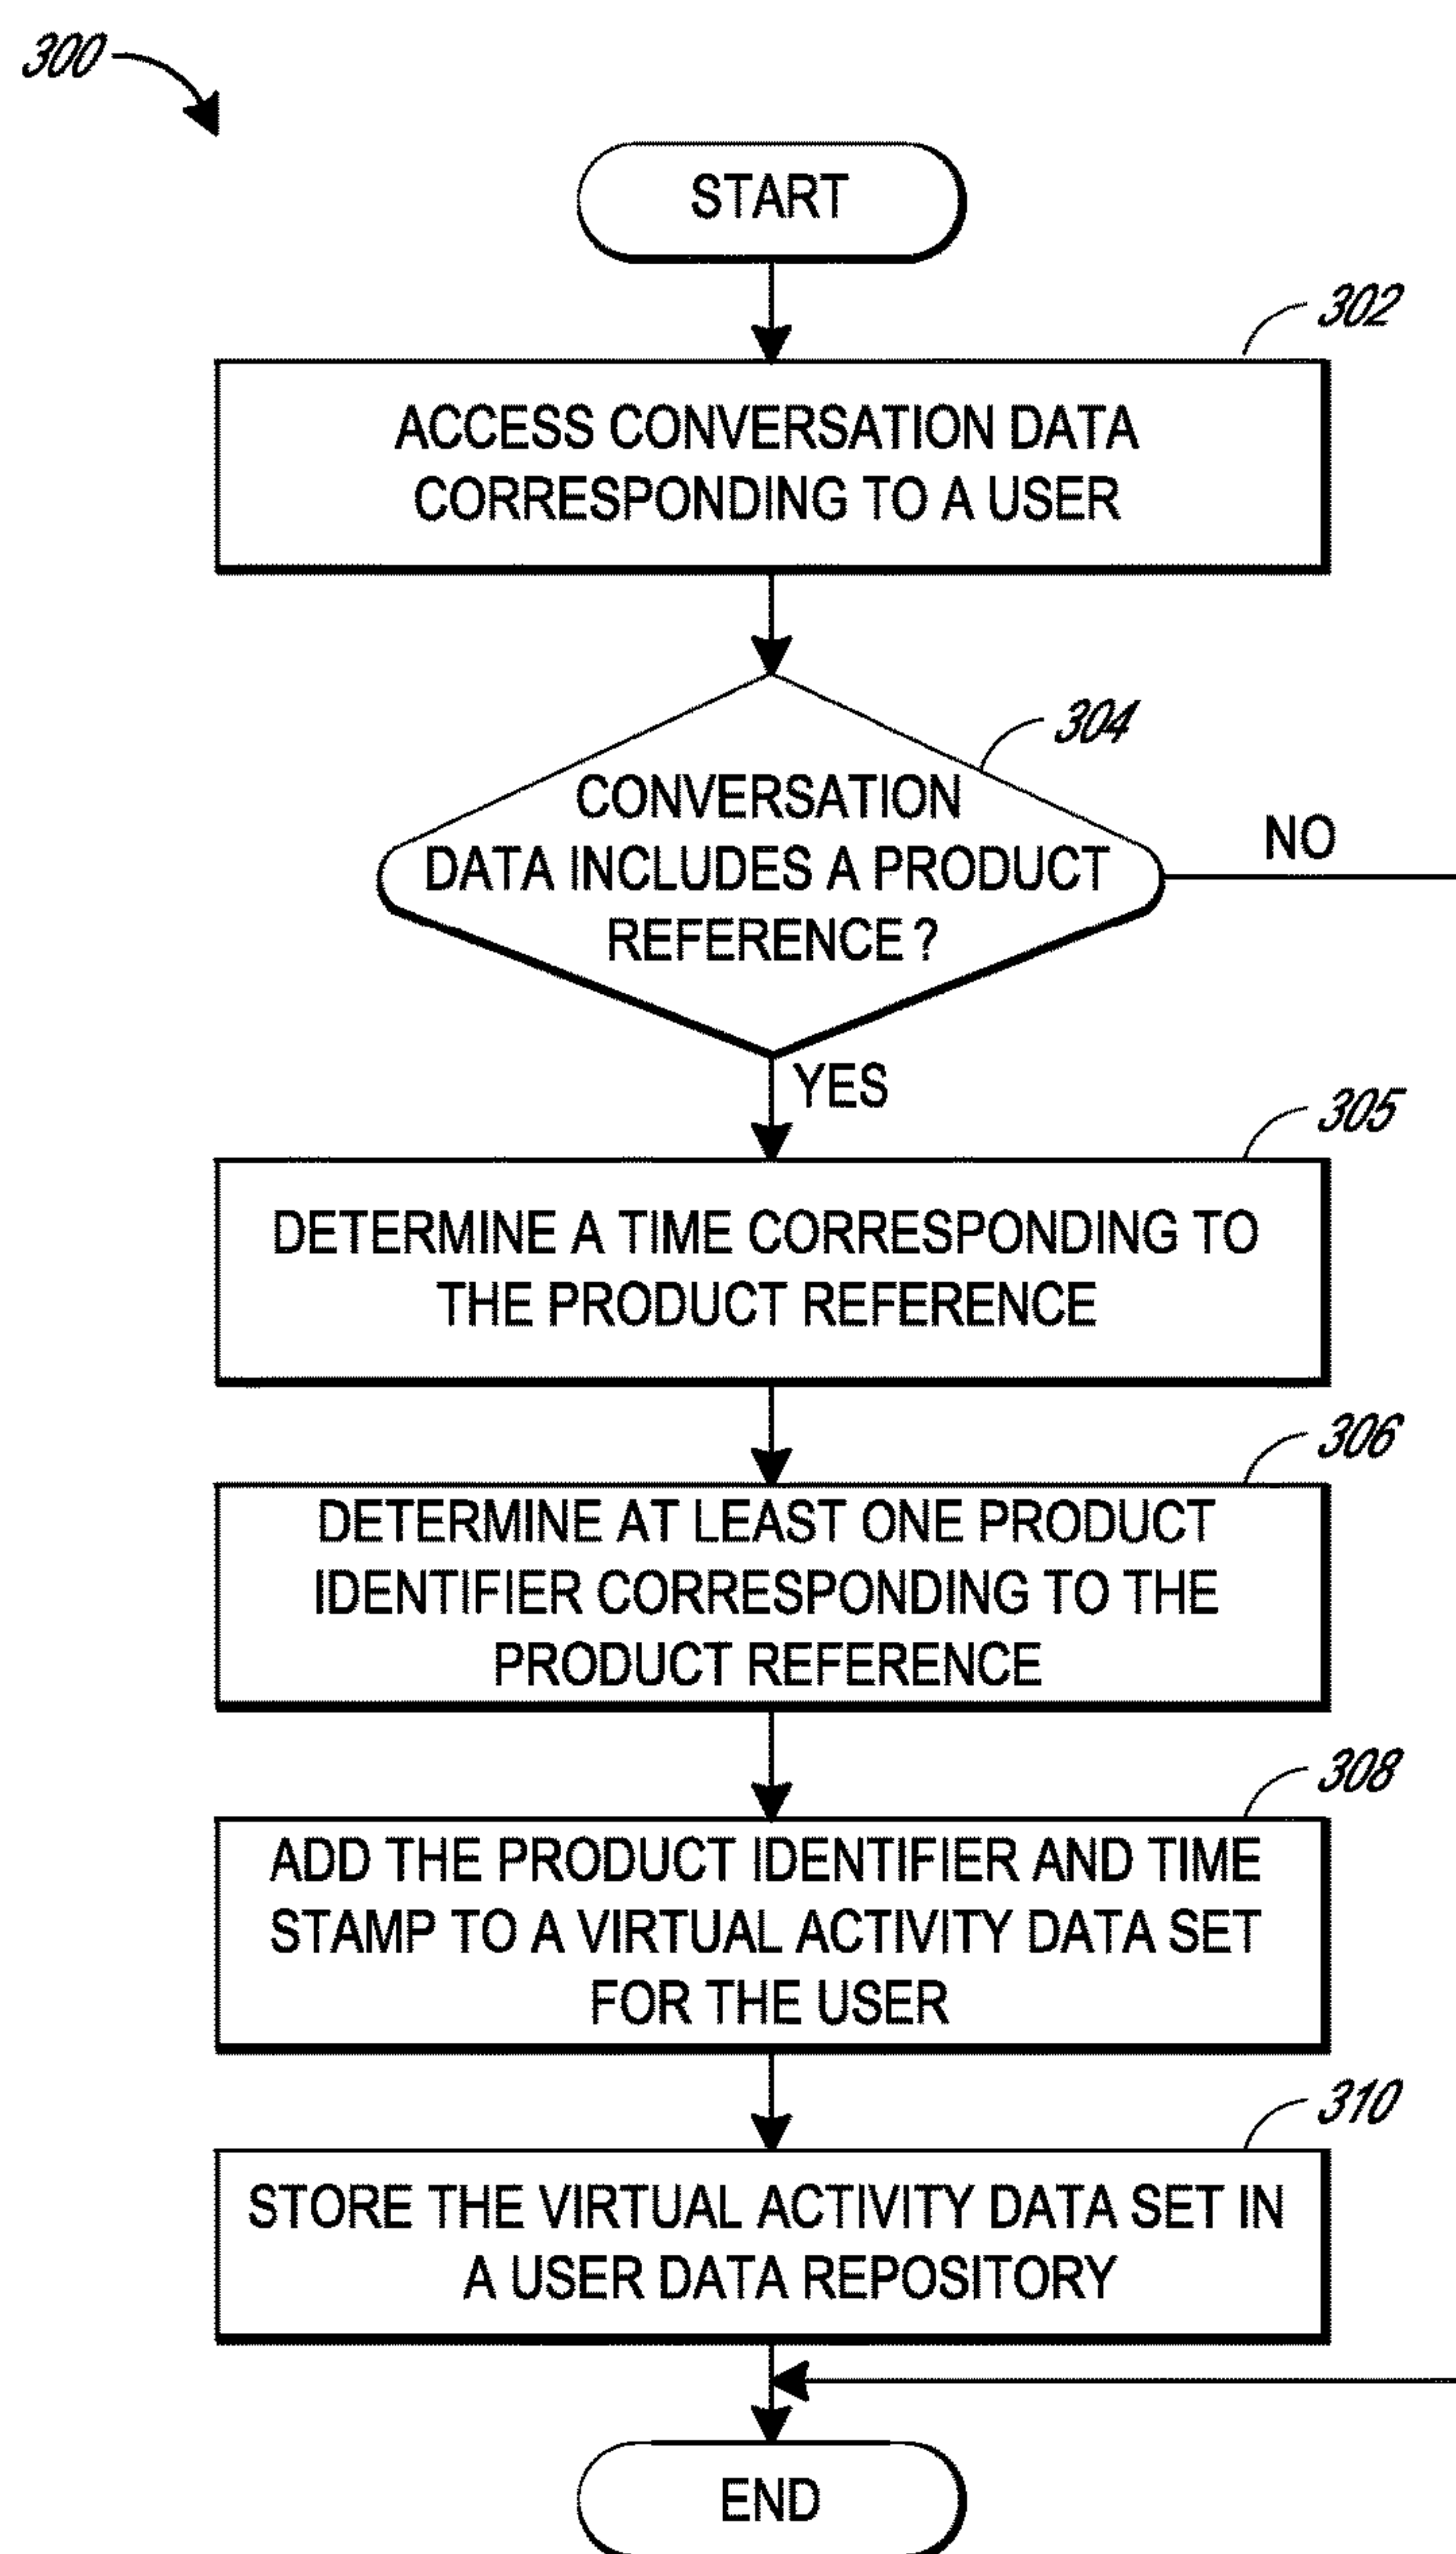 300
START
302
ACCESS CONVERSATION DATA
CORRESPONDING TO A USER
304
CONVERSATION
DATA INCLUDES A PRODUCT
REFERENCE ?
NO
YES
305
DETERMINE A TIME CORRESPONDING TO
THE PRODUCT REFERENCE
306
DETERMINE AT LEAST ONE PRODUCT
IDENTIFIER CORRESPONDING TO THE
PRODUCT REFERENCE
308
ADD THE PRODUCT IDENTIFIER AND TIME
STAMP TO A VIRTUAL ACTIVITY DATA SET
FOR THE USER
310
STORE THE VIRTUAL ACTIVITY DATA SET IN
A USER DATA REPOSITORY
END